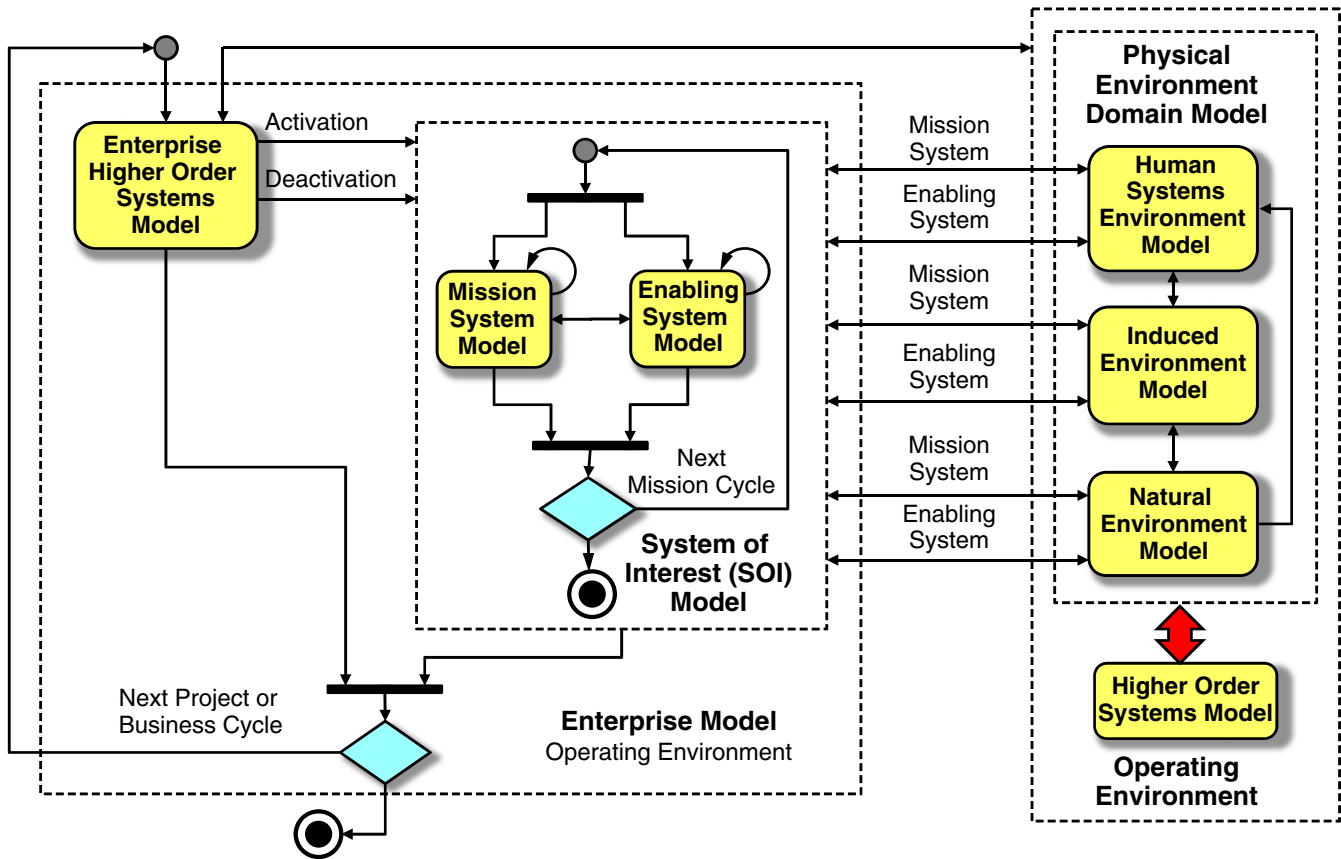 Enterprise
Higher Order
Systems
Model
Activation
Deactivation
Mission
System
Model
Enabling
System
Model
Next
Mission Cycle
System of
Interest (SOI)
Model
Next Project or
Business Cycle
Enterprise Model
Operating Environment
Mission
System
Enabling
System
Mission
System
Enabling
System
Mission
System
Enabling
System
Physical
Environment
Domain Model
Human
Systems
Environment
Model
Induced
Environment
Model
Natural
Environment
Model
Higher Order
Systems Model
Operating
Environment